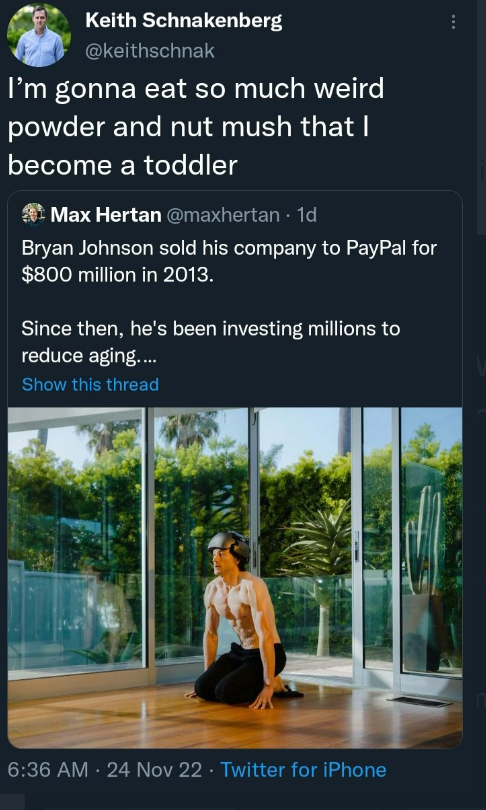 Keith Schnakenberg
@keithschnak
I’m gonna eat so much weird
powder and nut mush that I
become a toddler
Max Hertan @maxhertan · 1d
Bryan Johnson sold his company to PayPal for
$800 million in 2013.
Since then, he's been investing millions to
reduce aging....
Show this thread
6:36 AM · 24 Nov 22 · Twitter for iPhone